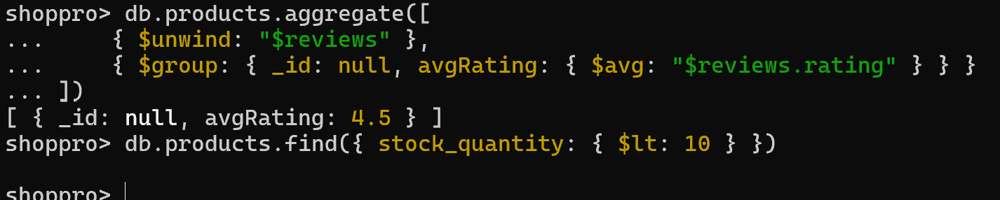 shoppro> db.products.aggregate([
...     { $unwind: "$reviews" },
...     { $group: { _id: null, avgRating: { $avg: "$reviews.rating" } } }
... ])
[ { _id: null, avgRating: 4.5 } ]
shoppro> db.products.find({ stock_quantity: { $lt: 10 } })
shoppro>